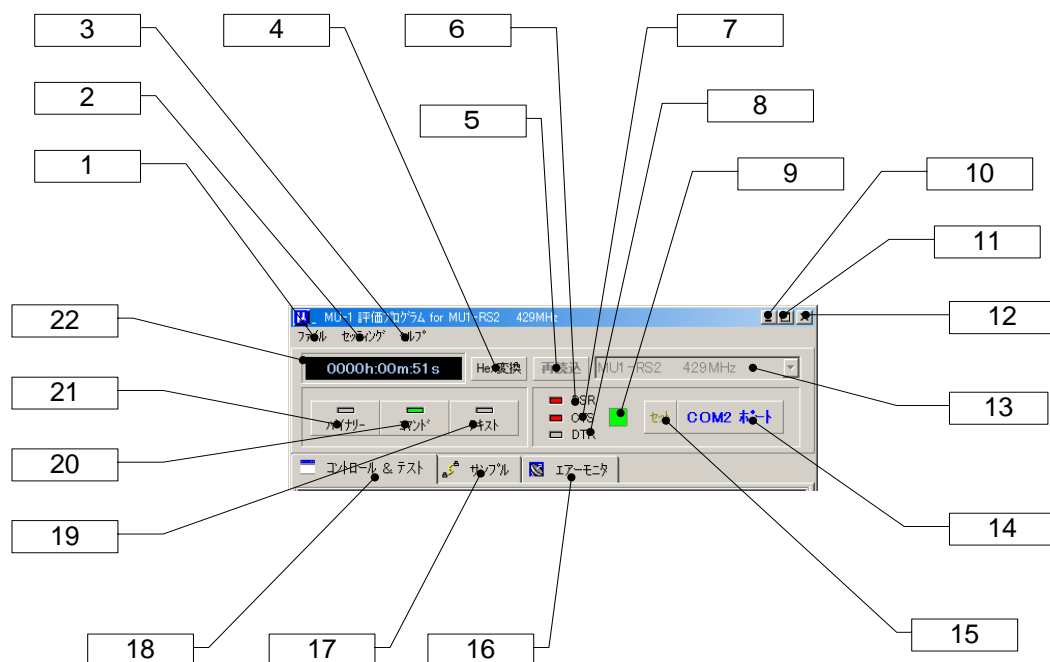 3
4
6
7
2
8
5
1
9
10
11
22
12
MU-1 評価プログラム for MU1-RS2 429MHz
ファイル セッティング ヘルプ
0000h:00m:51s Hex変換 再読込 MU1-RS2 429MHz
21
13
DSR
CTS
DTR
バイナリー コマンド テキスト
セット COM2 ポート
20
コントロール & テスト サンプル エアーモニタ
19
14
18
17
16
15